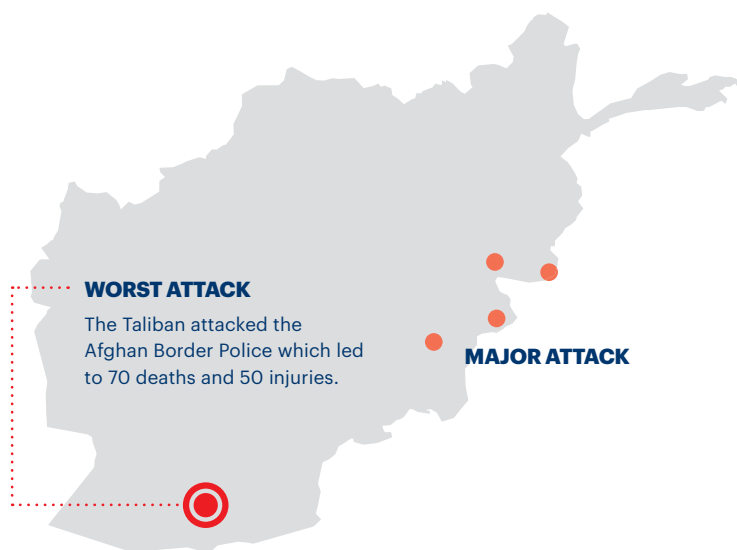 WORST ATTACK
The Taliban attacked the
Afghan Border Police which led
to 70 deaths and 50 injuries.
MAJOR ATTACK